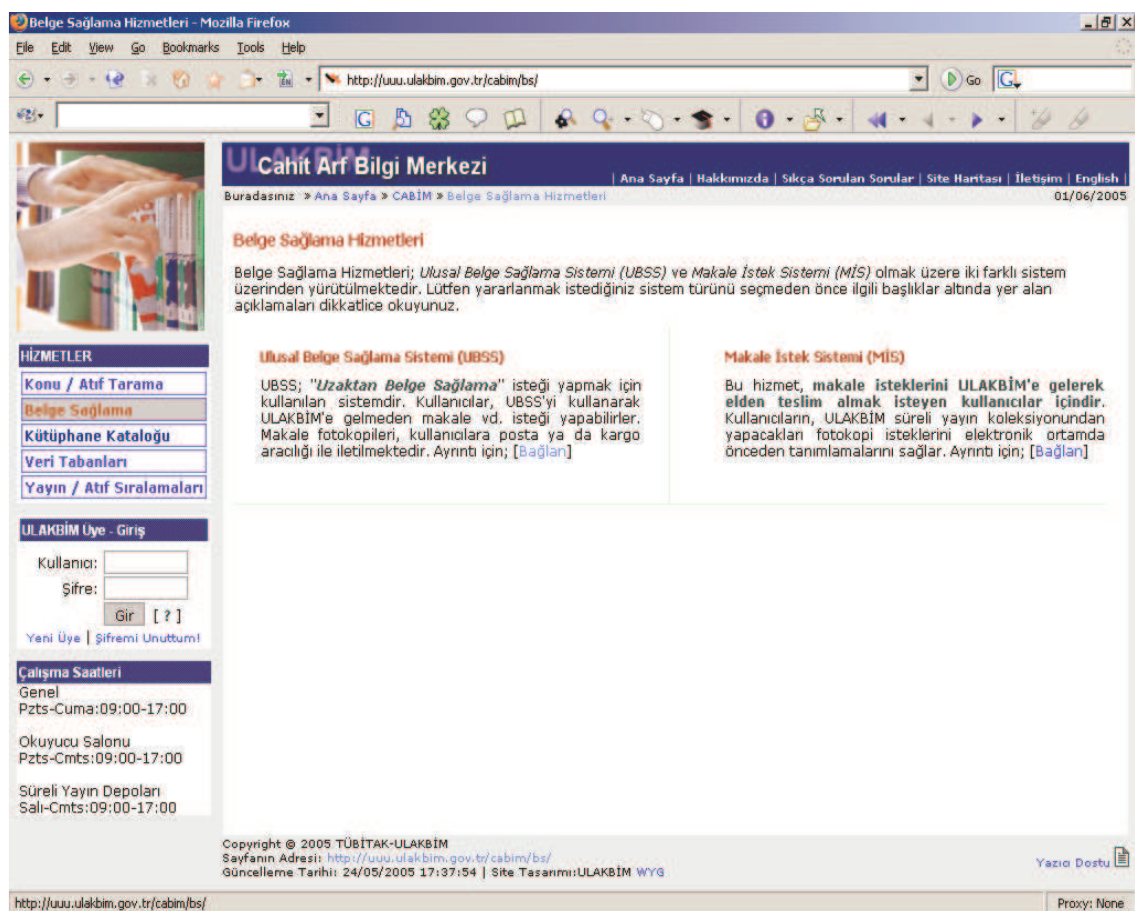 Belge Sağlama Hizmetleri - Mozilla Firefox
File Edit View Go Bookmarks Tools Help
http://uuu.ulakbim.gov.tr/cabim/bs/
Go
ULAKBİM
Cahit Arf Bilgi Merkezi
| Ana Sayfa | Hakkımızda | Sıkça Sorulan Sorular | Site Haritası | İletişim | English |
Buradasınız » Ana Sayfa » CABİM » Belge Sağlama Hizmetleri
01/06/2005
Belge Sağlama Hizmetleri
Belge Sağlama Hizmetleri; Ulusal Belge Sağlama Sistemi (UBSS) ve Makale İstek Sistemi (MİS) olmak üzere iki farklı sistem
üzerinden yürütülmektedir. Lütfen yararlanmak istediğiniz sistem türünü seçmeden önce ilgili başlıklar altında yer alan
açıklamaları dikkatlice okuyunuz.
Ulusal Belge Sağlama Sistemi (UBSS)
UBSS; "Uzaktan Belge Sağlama" isteği yapmak için
kullanılan sistemdir. Kullanıcılar, UBSS'yi kullanarak
ULAKBİM'e gelmeden makale vd. isteği yapabilirler.
Makale fotokopileri, kullanıcılara posta ya da kargo
aracılığı ile iletilmektedir. Ayrıntı için; [Bağlan]
Makale İstek Sistemi (MİS)
Bu hizmet, makale isteklerini ULAKBİM'e gelerek
elden teslim almak isteyen kullanıcılar içindir.
Kullanıcıların, ULAKBİM süreli yayın koleksiyonundan
yapacakları fotokopi isteklerini elektronik ortamda
önceden tanımlamalarını sağlar. Ayrıntı için; [Bağlan]
HİZMETLER
Konu / Atıf Tarama
Belge Sağlama
Kütüphane Kataloğu
Veri Tabanları
Yayın / Atıf Sıralamaları
ULAKBİM Üye - Giriş
Kullanıcı:
Şifre:
Gir [ ? ]
Yeni Üye | Şifremi Unuttum!
Çalışma Saatleri
Genel
Pzts-Cuma:09:00-17:00
Okuyucu Salonu
Pzts-Cmts:09:00-17:00
Süreli Yayın Depoları
Salı-Cmts:09:00-17:00
Copyright © 2005 TÜBİTAK-ULAKBİM
Sayfanın Adresi: http://uuu.ulakbim.gov.tr/cabim/bs/
Güncelleme Tarihi: 24/05/2005 17:37:54 | Site Tasarımı:ULAKBİM WYG
Yazıcı Dostu
http://uuu.ulakbim.gov.tr/cabim/bs/
Proxy: None